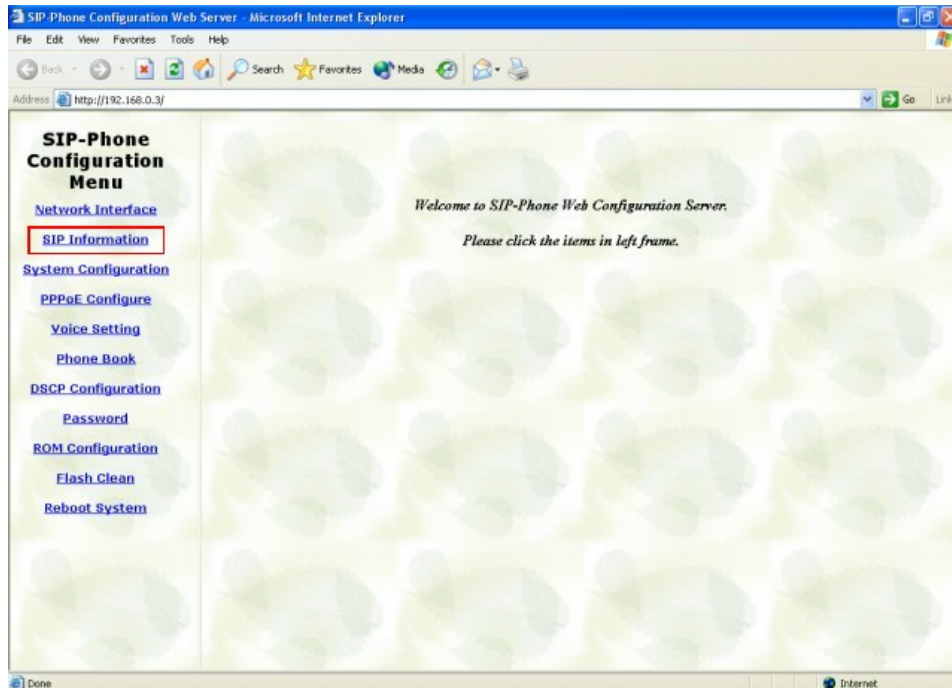 SIP-Phone Configuration Web Server - Microsoft Internet Explorer
File Edit View Favorites Tools Help
Back Search Favorites Media
Address http://192.168.0.3/ Go
SIP-Phone
Configuration
Menu
Network Interface
SIP Information
System Configuration
PPPoE Configure
Voice Setting
Phone Book
DSCP Configuration
Password
ROM Configuration
Flash Clean
Reboot System
Welcome to SIP-Phone Web Configuration Server.
Please click the items in left frame.
Done Internet